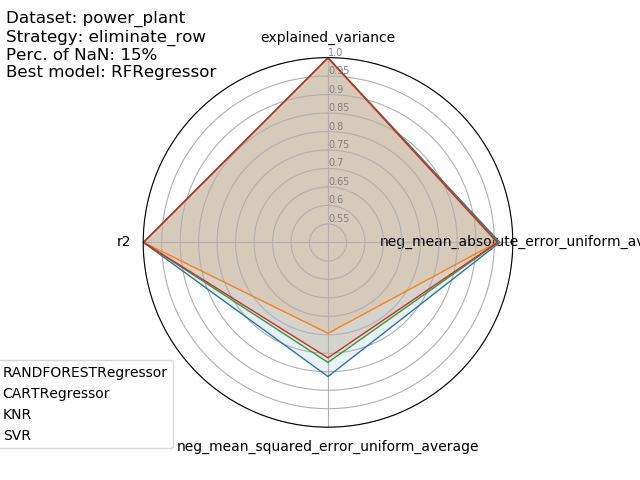 Dataset: power_plant
Strategy: eliminate_row
Perc. of NaN: 15%
Best model: RFRegressor
explained_variance
1.0
0.95
0.9
0.85
0.8
0.75
0.7
0.65
0.6
0.55
r2
neg_mean_absolute_error_uniform_av
RANDFORESTRegressor
CARTRegressor
KNR
SVR
neg_mean_squared_error_uniform_average